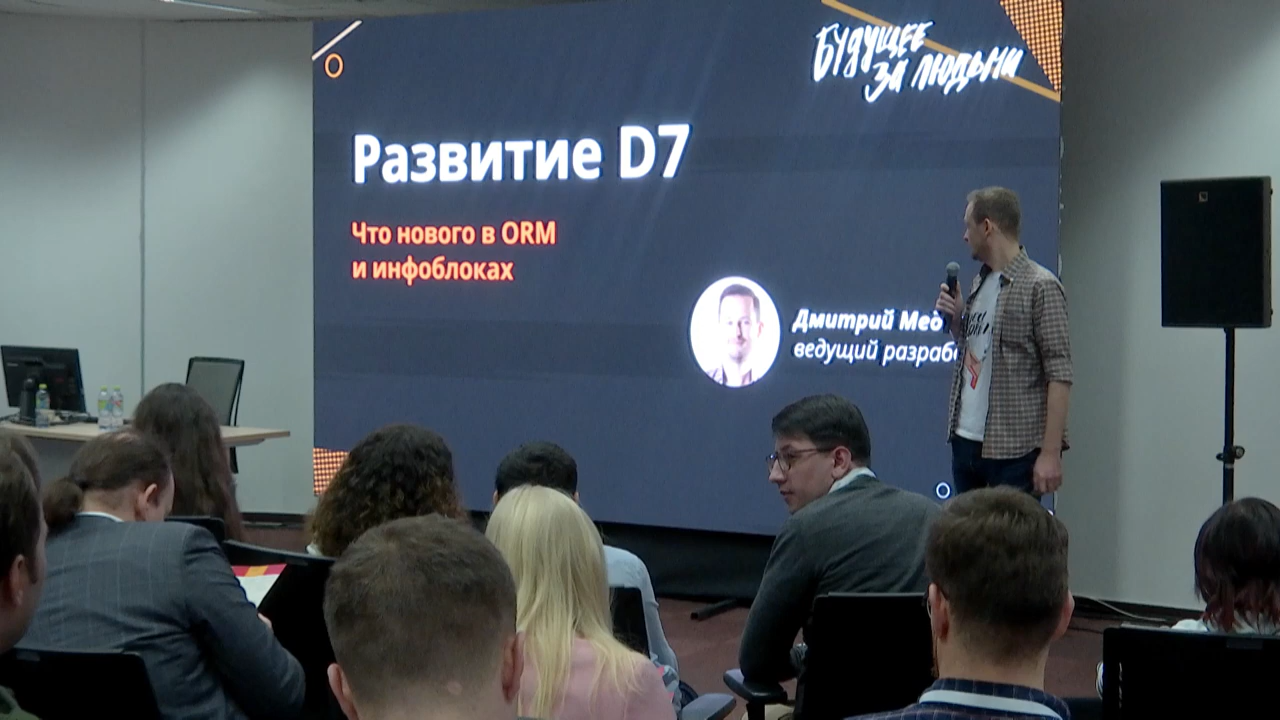 Будущее
за людьми
Развитие D7
Что нового в ORM
и инфоблоках
Дмитрий
ведущий